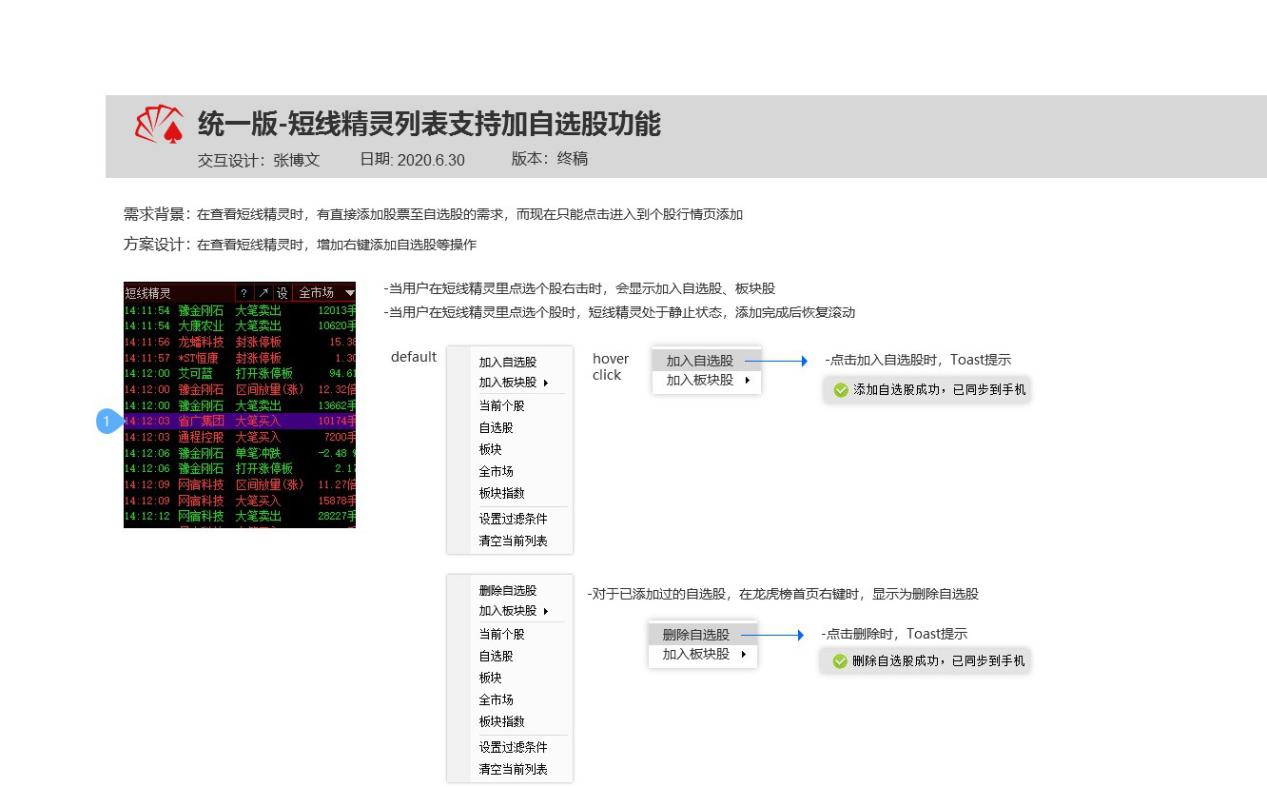 统一版-短线精灵列表支持加自选股功能
交互设计：张博文 日期: 2020.6.30 版本：终稿
需求背景：在查看短线精灵时，有直接添加股票至自选股的需求，而现在只能点击进入到个股行情页添加
方案设计：在查看短线精灵时，增加右键添加自选股等操作
短线精灵 ? ↗ 设 全市场
14:11:54 豫金刚石 大笔卖出 12013手
14:11:54 大康农业 大笔卖出 10620手
14:11:56 龙蟠科技 封涨停板 15.38
14:11:57 *ST恒康 封涨停板 1.30
14:12:00 艾可蓝 打开涨停板 94.61
14:12:00 豫金刚石 区间放量(涨) 12.32倍
14:12:00 豫金刚石 大笔卖出 13662手
1
14:12:03 省广集团 大笔买入 10174手
14:12:03 通程控股 大笔买入 7200手
14:12:06 豫金刚石 单笔冲跌 -2.48 %
14:12:06 豫金刚石 打开涨停板 2.17
14:12:09 网宿科技 区间放量(涨) 11.27倍
14:12:09 网宿科技 大笔买入 15878手
14:12:12 网宿科技 大笔卖出 28227手
-当用户在短线精灵里点选个股右击时，会显示加入自选股、板块股
-当用户在短线精灵里点选个股时，短线精灵处于静止状态，添加完成后恢复滚动
default
加入自选股
加入板块股
当前个股
自选股
板块
全市场
板块指数
设置过滤条件
清空当前列表
hover
click
加入自选股
加入板块股
-点击加入自选股时，Toast提示
添加自选股成功，已同步到手机
删除自选股
加入板块股
当前个股
自选股
板块
全市场
板块指数
设置过滤条件
清空当前列表
-对于已添加过的自选股，在龙虎榜首页右键时，显示为删除自选股
删除自选股
加入板块股
-点击删除时，Toast提示
删除自选股成功，已同步到手机